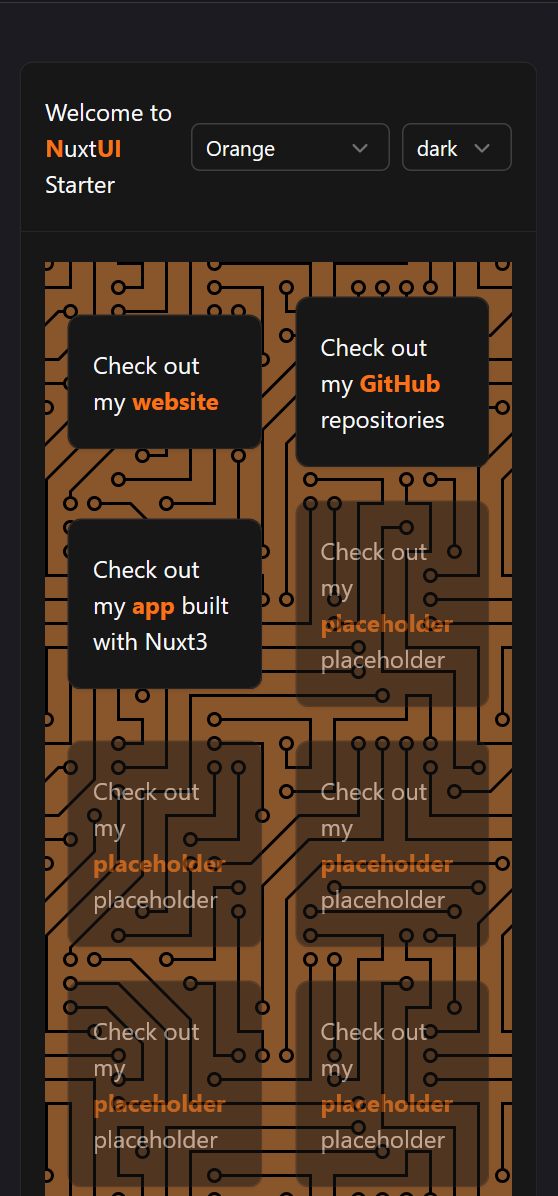 Welcome to
NuxtUI
Starter
Orange
dark
Check out
my website
Check out
my GitHub
repositories
Check out
my app built
with Nuxt3
Check out
my
placeholder
placeholder
Check out
my
placeholder
placeholder
Check out
my
placeholder
placeholder
Check out
my
placeholder
placeholder
Check out
my
placeholder
placeholder